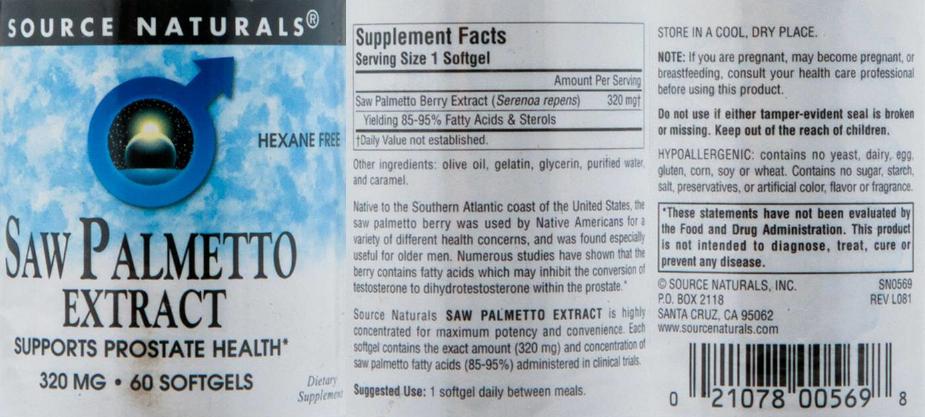 SOURCE NATURALS®
HEXANE FREE
SAW PALMETTO
EXTRACT
SUPPORTS PROSTATE HEALTH*
320 MG • 60 SOFTGELS
Dietary
Supplement
Supplement Facts
Serving Size 1 Softgel
Amount Per Serving
Saw Palmetto Berry Extract (Serenoa repens) 320 mg†
Yielding 85-95% Fatty Acids & Sterols
†Daily Value not established.
Other ingredients: olive oil, gelatin, glycerin, purified water,
and caramel.
Native to the Southern Atlantic coast of the United States, the
saw palmetto berry was used by Native Americans for a
variety of different health concerns, and was found especially
useful for older men. Numerous studies have shown that the
berry contains fatty acids which may inhibit the conversion of
testosterone to dihydrotestosterone within the prostate.*
Source Naturals SAW PALMETTO EXTRACT is highly
concentrated for maximum potency and convenience. Each
softgel contains the exact amount (320 mg) and concentration of
saw palmetto fatty acids (85-95%) administered in clinical trials.
Suggested Use: 1 softgel daily between meals.
STORE IN A COOL, DRY PLACE.
NOTE: If you are pregnant, may become pregnant, or
breastfeeding, consult your health care professional
before using this product.
Do not use if either tamper-evident seal is broken
or missing. Keep out of the reach of children.
HYPOALLERGENIC: contains no yeast, dairy, egg,
gluten, corn, soy or wheat. Contains no sugar, starch,
salt, preservatives, or artificial color, flavor or fragrance.
*These statements have not been evaluated by
the Food and Drug Administration. This product
is not intended to diagnose, treat, cure or
prevent any disease.
© SOURCE NATURALS, INC. SN0569
P.O. BOX 2118 REV L081
SANTA CRUZ, CA 95062
www.sourcenaturals.com
0 21078 00569 8